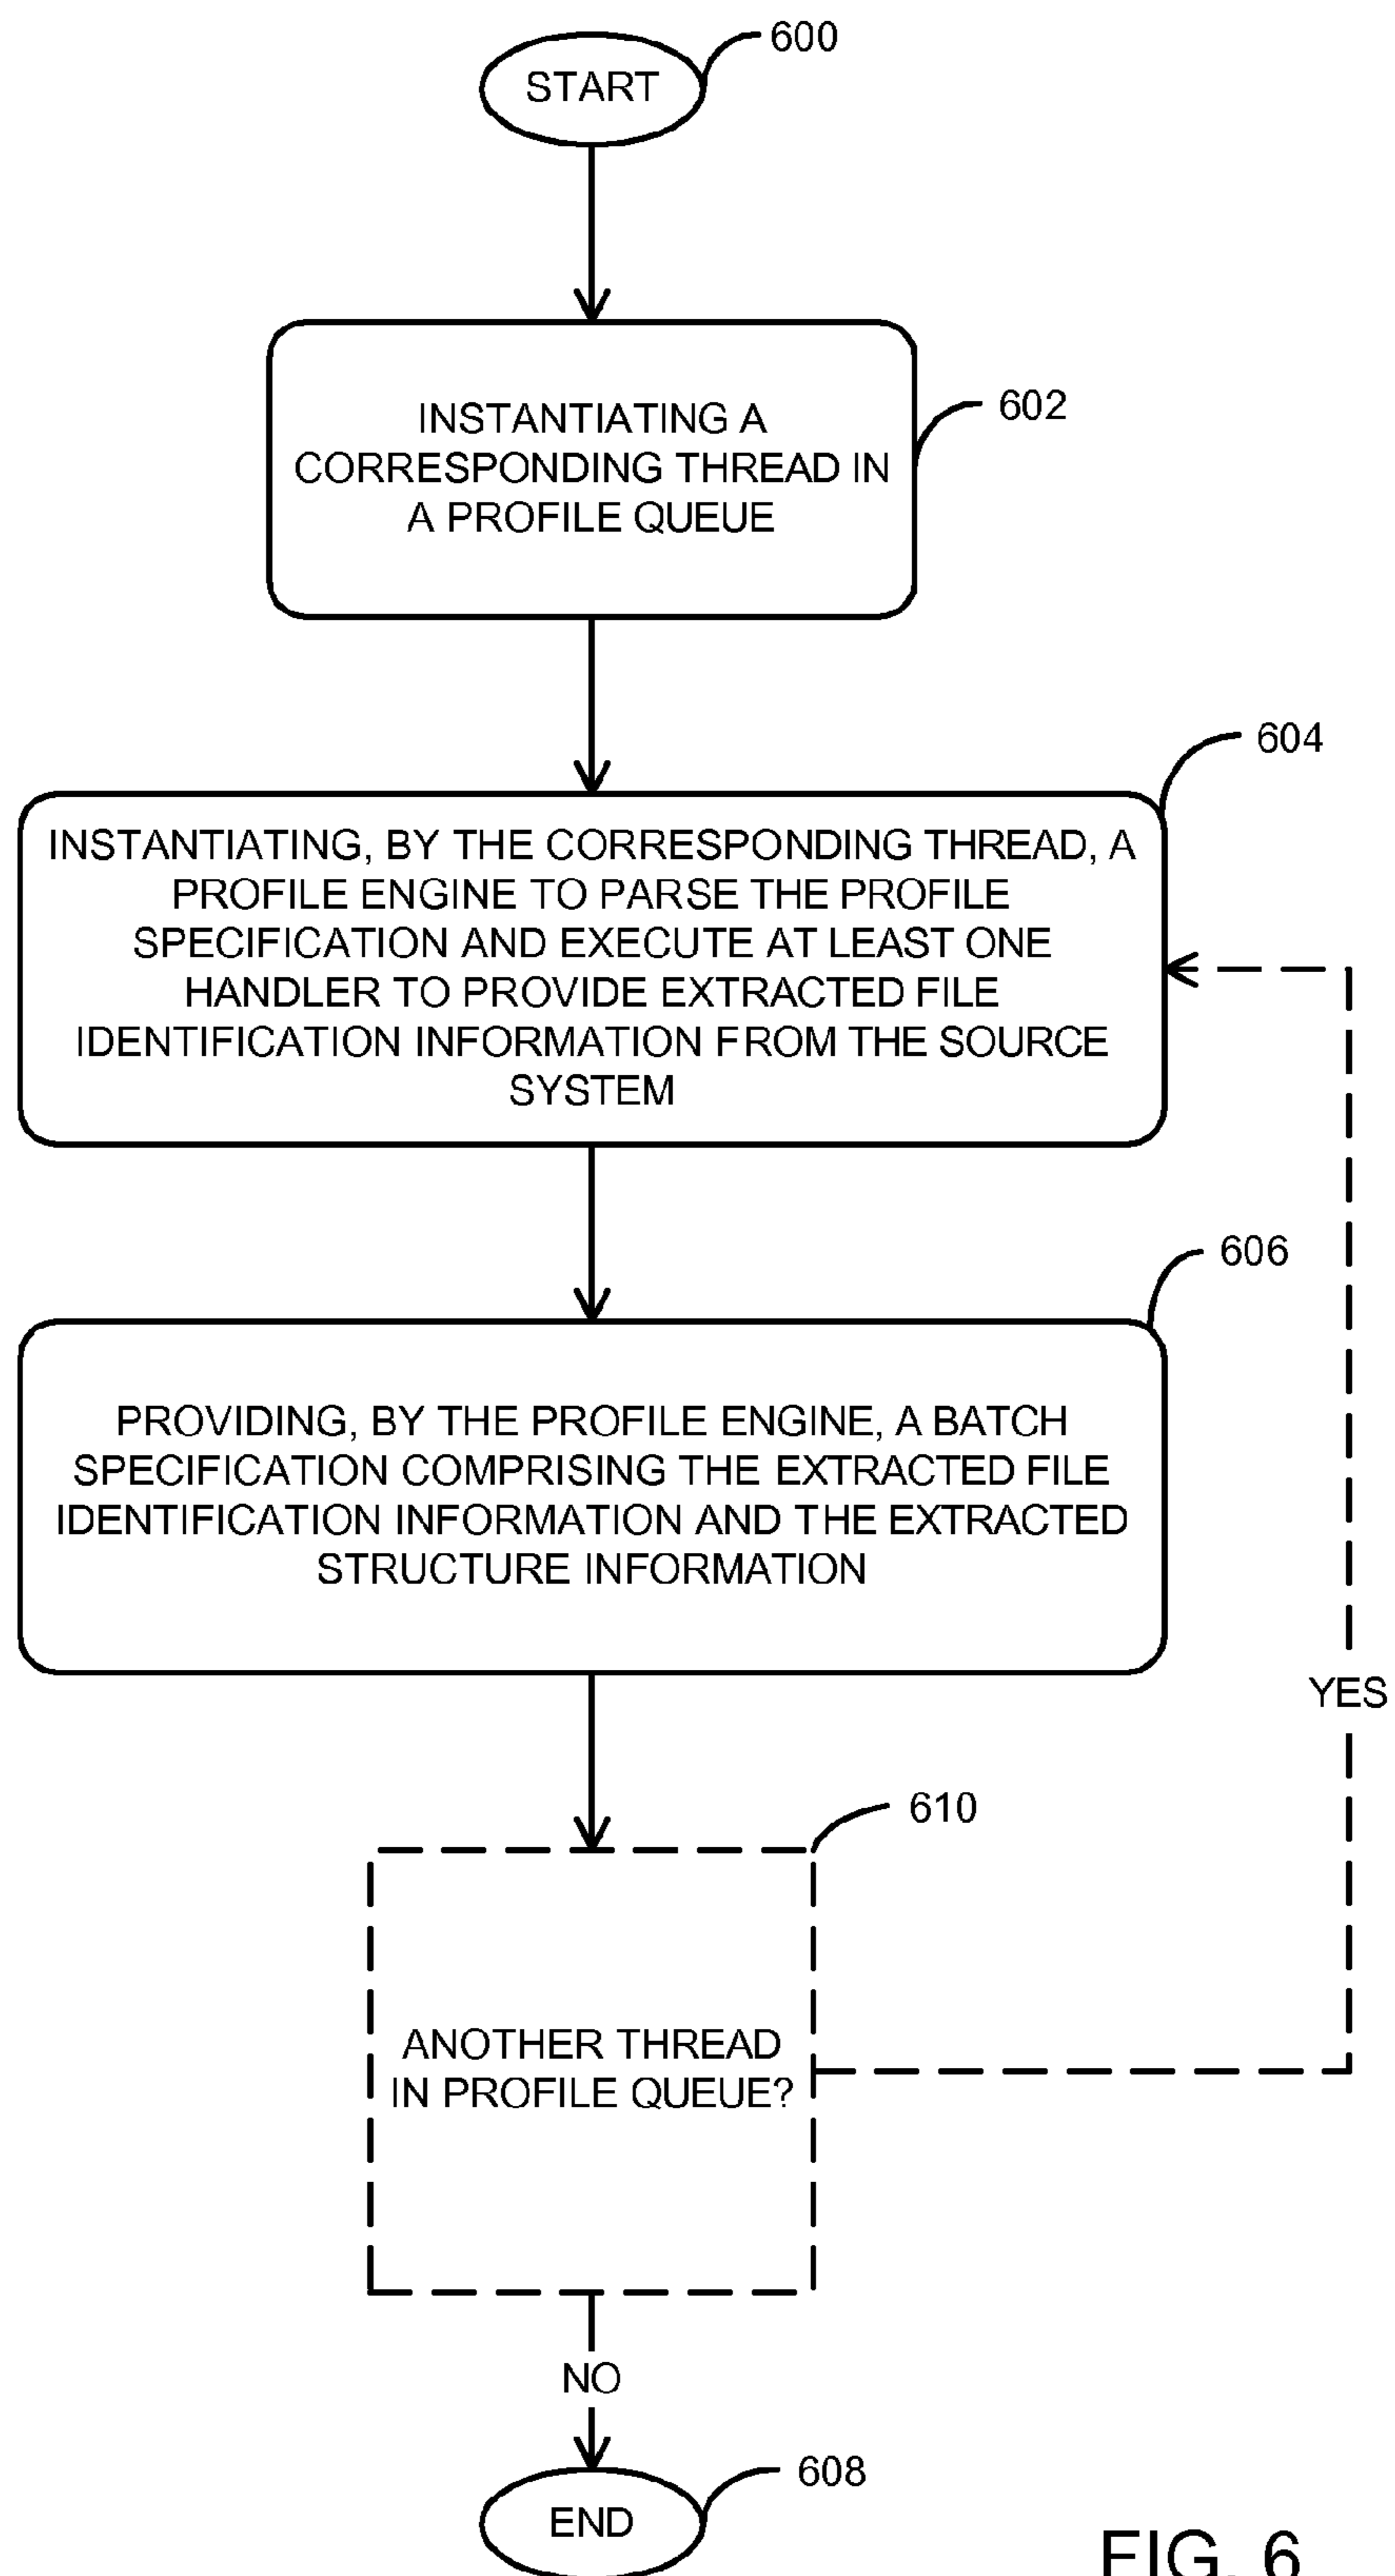 600
START
602
INSTANTIATING A
CORRESPONDING THREAD IN
A PROFILE QUEUE
604
INSTANTIATING, BY THE CORRESPONDING THREAD, A
PROFILE ENGINE TO PARSE THE PROFILE
SPECIFICATION AND EXECUTE AT LEAST ONE
HANDLER TO PROVIDE EXTRACTED FILE
IDENTIFICATION INFORMATION FROM THE SOURCE
SYSTEM
606
PROVIDING, BY THE PROFILE ENGINE, A BATCH
SPECIFICATION COMPRISING THE EXTRACTED FILE
IDENTIFICATION INFORMATION AND THE EXTRACTED
STRUCTURE INFORMATION
YES
610
ANOTHER THREAD
IN PROFILE QUEUE?
NO
608
END
FIG. 6